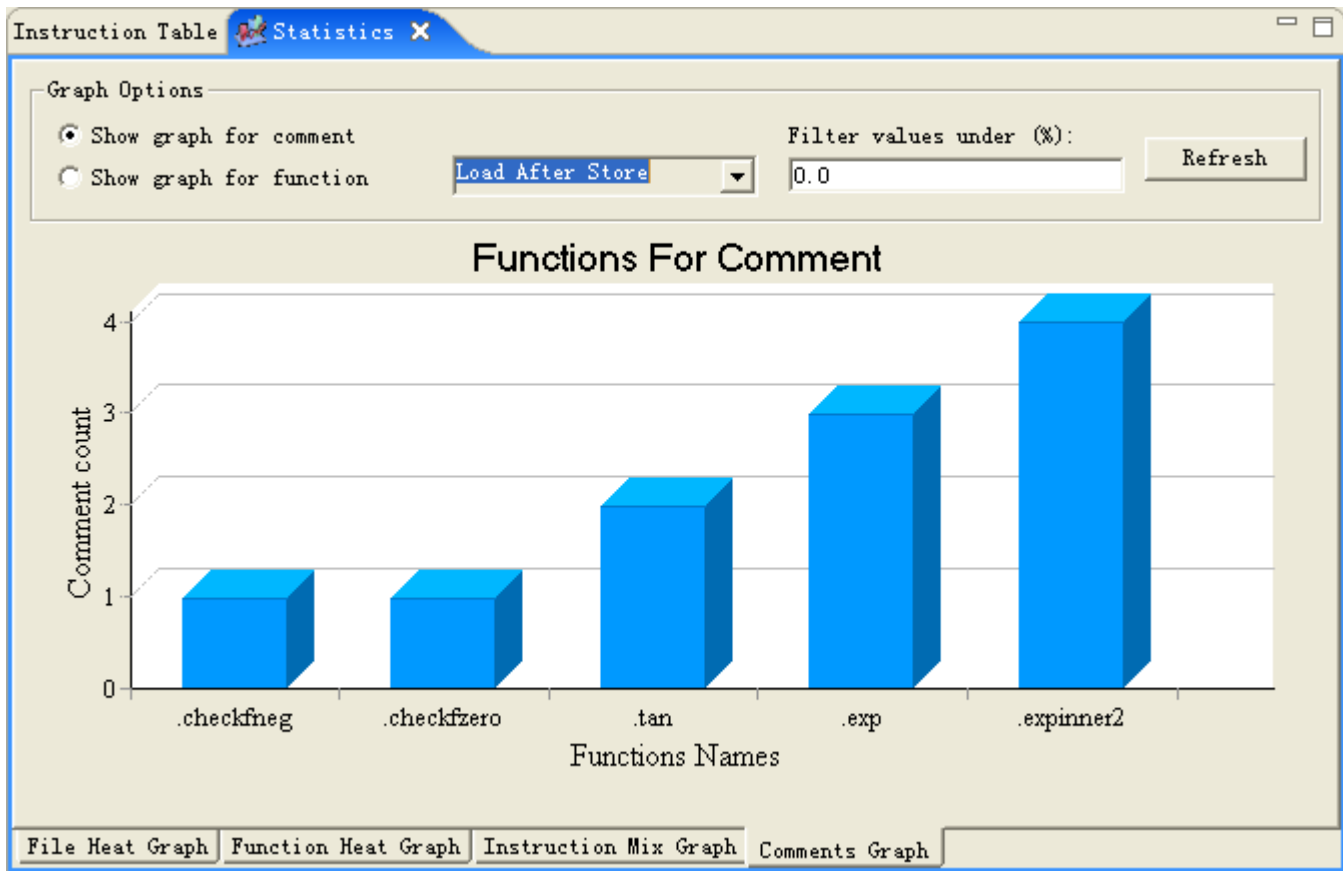 Instruction Table Statistics
Graph Options
Show graph for comment
Show graph for function
Load After Store
Filter values under (%):
0.0
Refresh
Functions For Comment
Comment count
4
3
2
1
0
.checkfneg .checkfzero .tan .exp .expinner2
Functions Names
File Heat Graph Function Heat Graph Instruction Mix Graph Comments Graph